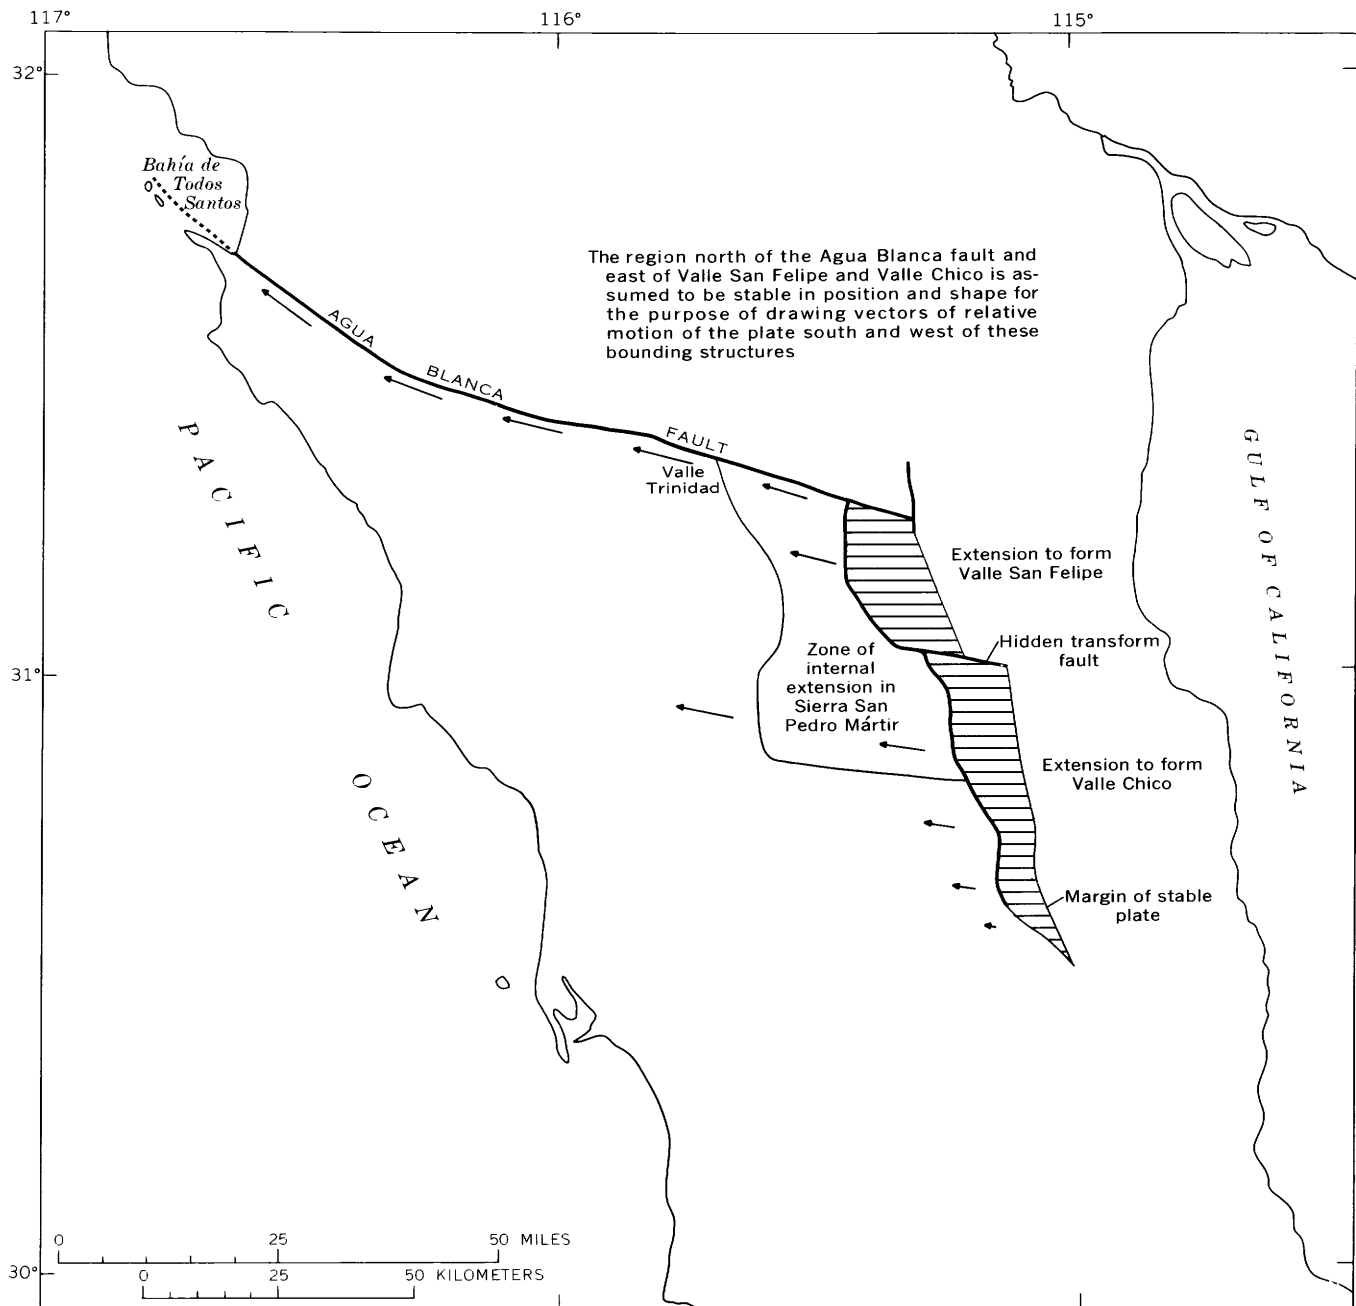 117°
116°
115°
32°
Bahía de
Todos
Santos
The region north of the Agua Blanca fault and
east of Valle San Felipe and Valle Chico is as-
sumed to be stable in position and shape for
the purpose of drawing vectors of relative
motion of the plate south and west of these
bounding structures
AGUA
BLANCA
FAULT
Valle
Trinidad
PACIFIC
OCEAN
GULF OF CALIFORNIA
Extension to form
Valle San Felipe
Hidden transform
fault
31°
Zone of
internal
extension in
Sierra San
Pedro Mártir
Extension to form
Valle Chico
Margin of stable
plate
0 25 50 MILES
30°
0 25 50 KILOMETERS